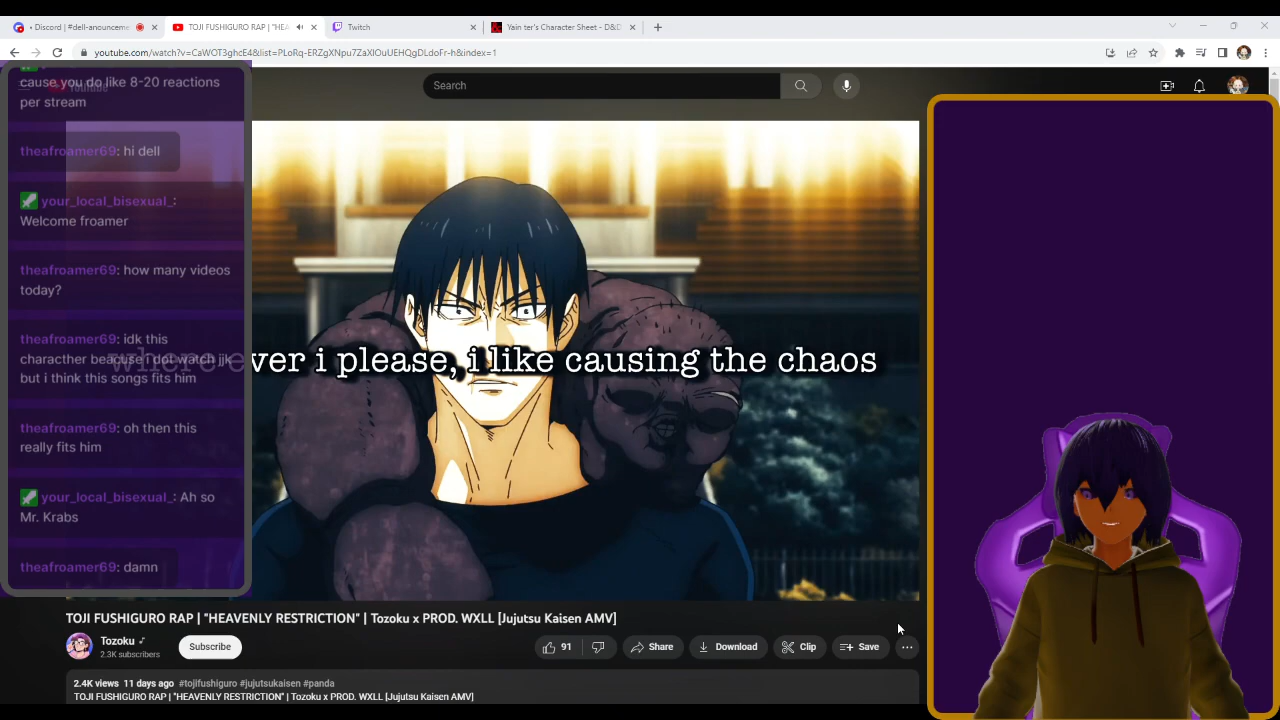 Discord | #dell-anounceme
TOJI FUSHIGURO RAP | "HEA
Twitch
Yain ter's Character Sheet - D&D
youtube.com/watch?v=CaWOT3ghcE4&list=PLoRq-ERZgXNpu7ZaXIOuUEHQgDLdoFr-h&index=1
Search
cause you do like 8-20 reactions
per stream
theafroamer69: hi dell
your_local_bisexual_:
Welcome froamer
theafroamer69: how many videos
today?
theafroamer69: idk this
characther beacuse i dot watch jjk
but i think this songs fits him
theafroamer69: oh then this
really fits him
your_local_bisexual_: Ah so
Mr. Krabs
theafroamer69: damn
where ever i please, i like causing the chaos
TOJI FUSHIGURO RAP | "HEAVENLY RESTRICTION" | Tozoku x PROD. WXLL [Jujutsu Kaisen AMV]
Tozoku
2.3K subscribers
Subscribe
91
Share
Download
Clip
Save
2.4K views 11 days ago #tojifushiguro #jujutsukaisen #panda
TOJI FUSHIGURO RAP | "HEAVENLY RESTRICTION" | Tozoku x PROD. WXLL [Jujutsu Kaisen AMV]